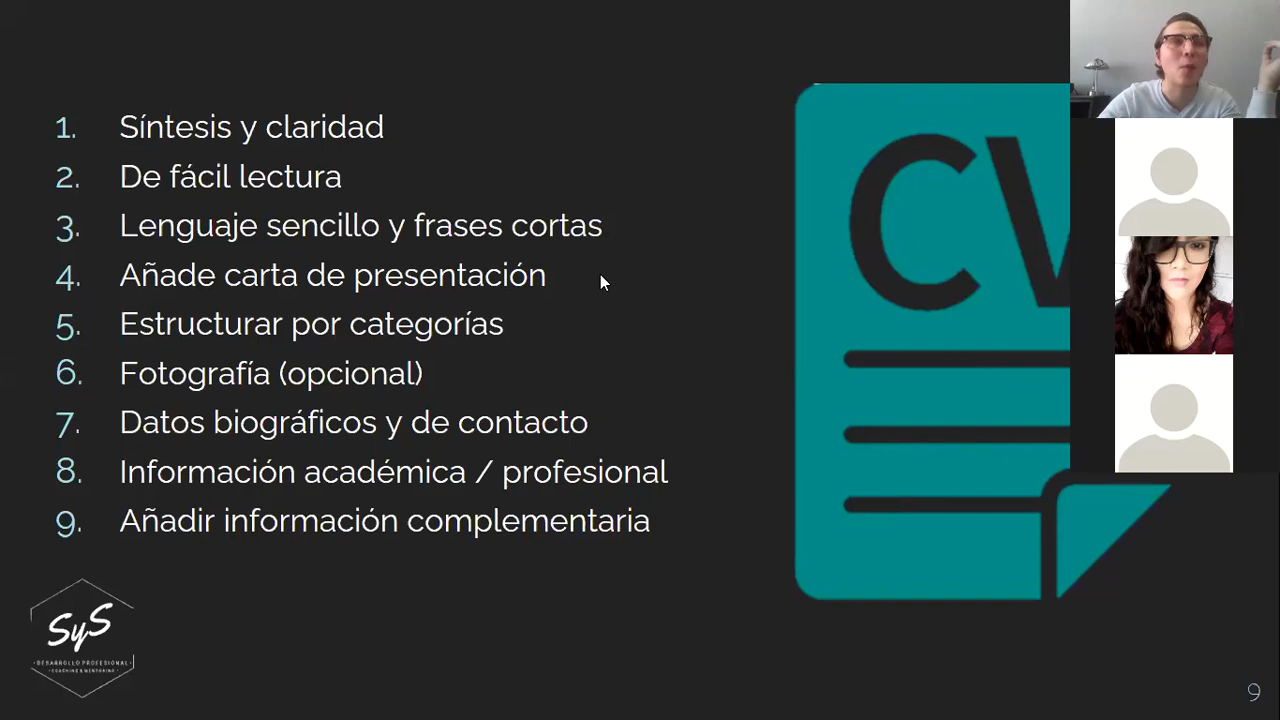 1. Síntesis y claridad
2. De fácil lectura
3. Lenguaje sencillo y frases cortas
4. Añade carta de presentación
5. Estructurar por categorías
6. Fotografía (opcional)
7. Datos biográficos y de contacto
8. Información académica / profesional
9. Añadir información complementaria
CV
SyS
· DESARROLLO PROFESIONAL ·
COACHING & MENTORING
9